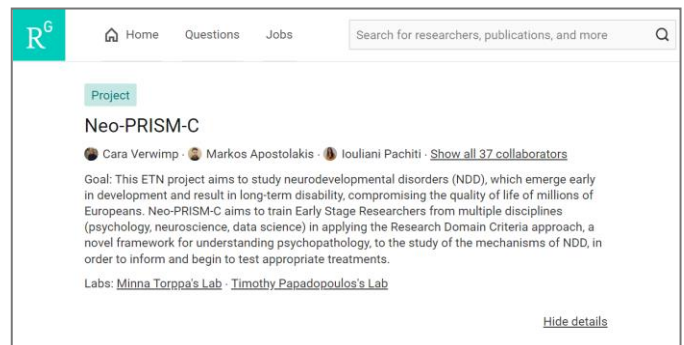 RG
Home Questions Jobs Search for researchers, publications, and more
Project
Neo-PRISM-C
Cara Verwimp · Markos Apostolakis · Iouliani Pachiti · Show all 37 collaborators
Goal: This ETN project aims to study neurodevelopmental disorders (NDD), which emerge early
in development and result in long-term disability, compromising the quality of life of millions of
Europeans. Neo-PRISM-C aims to train Early Stage Researchers from multiple disciplines
(psychology, neuroscience, data science) in applying the Research Domain Criteria approach, a
novel framework for understanding psychopathology, to the study of the mechanisms of NDD, in
order to inform and begin to test appropriate treatments.
Labs: Minna Torppa's Lab · Timothy Papadopoulos's Lab
Hide details